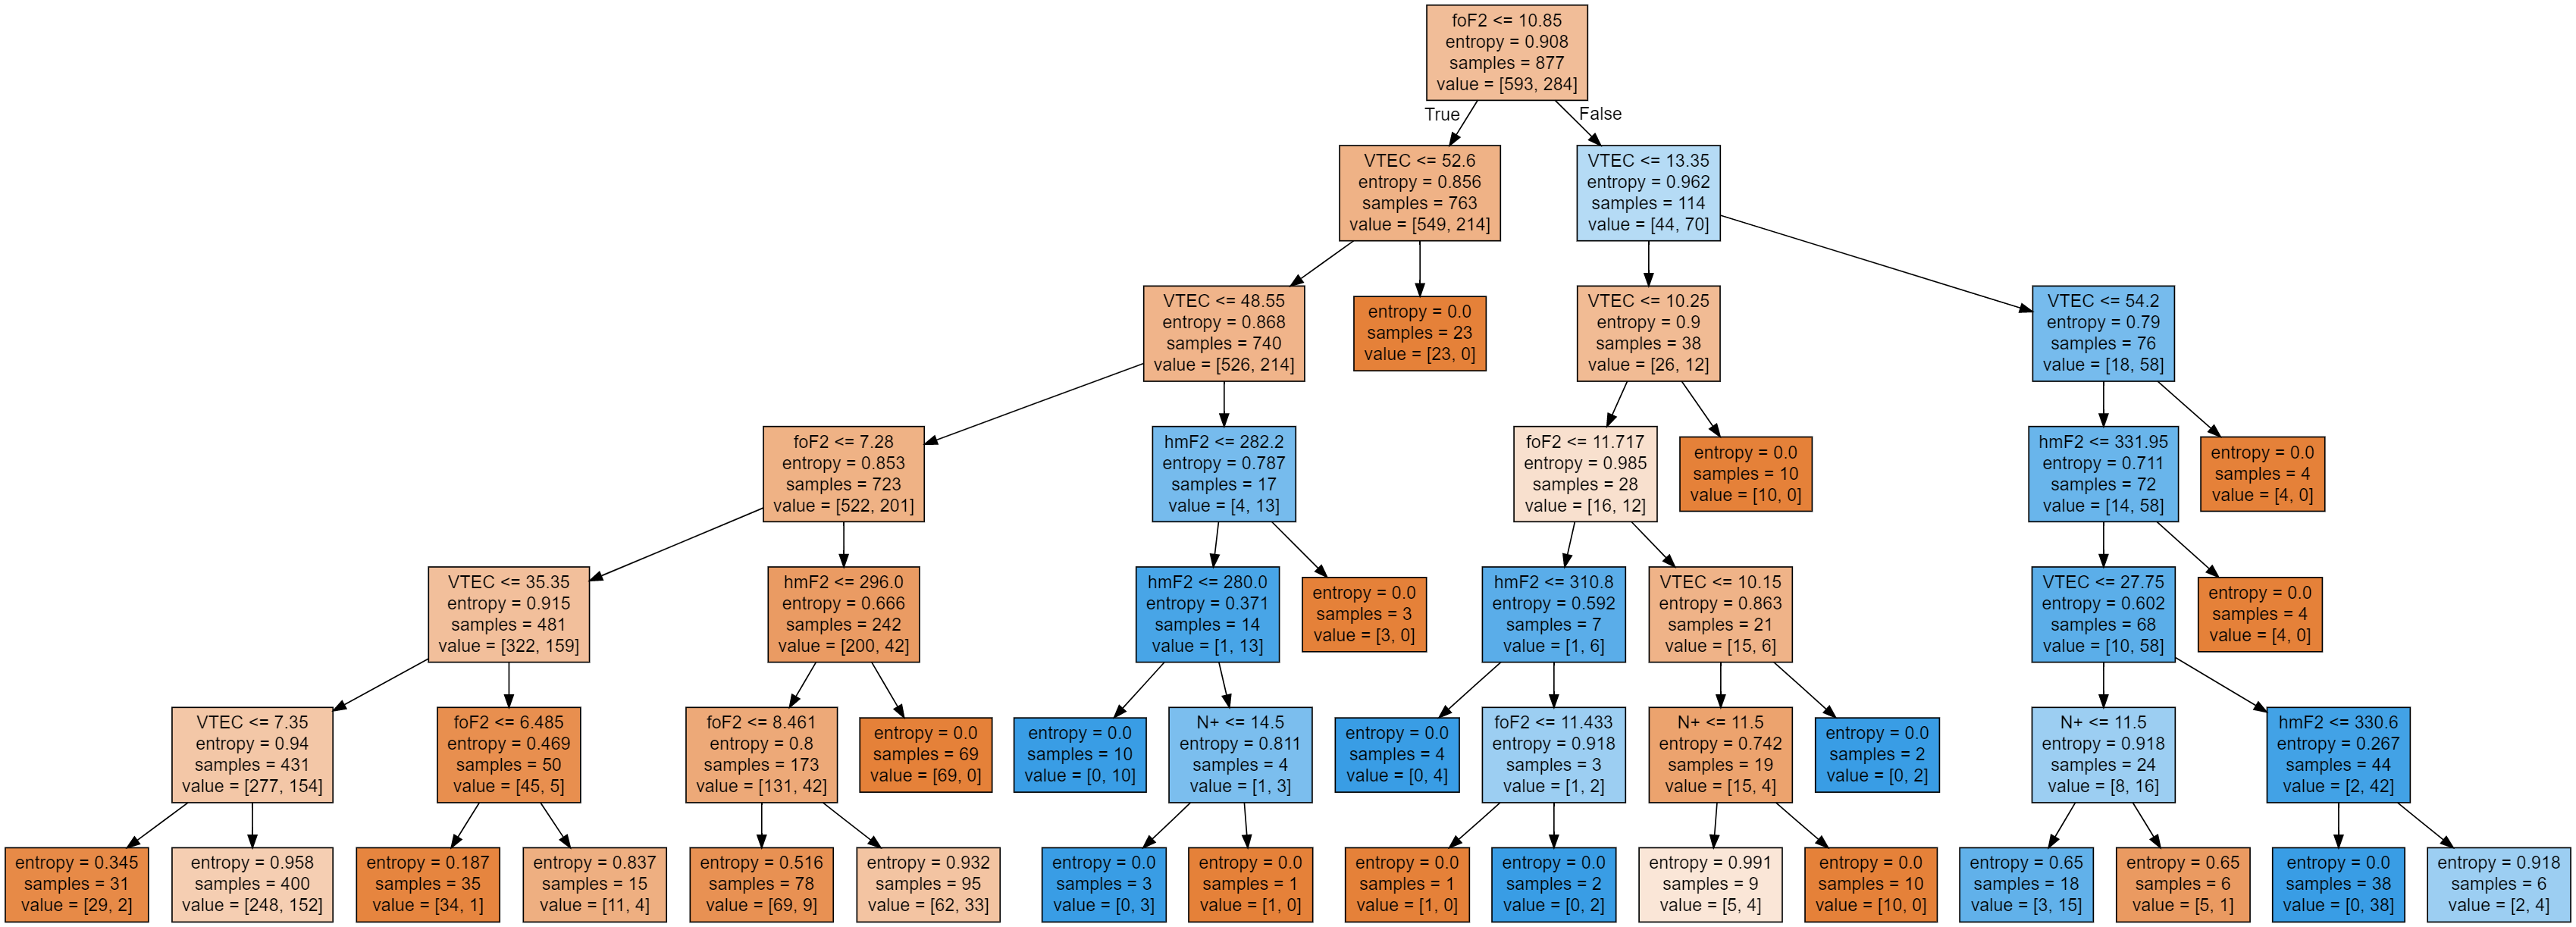 foF2 <= 10.85
entropy = 0.908
samples = 877
value = [593, 284]
True
False
VTEC <= 52.6
entropy = 0.856
samples = 763
value = [549, 214]
VTEC <= 13.35
entropy = 0.962
samples = 114
value = [44, 70]
VTEC <= 48.55
entropy = 0.868
samples = 740
value = [526, 214]
entropy = 0.0
samples = 23
value = [23, 0]
VTEC <= 10.25
entropy = 0.9
samples = 38
value = [26, 12]
VTEC <= 54.2
entropy = 0.79
samples = 76
value = [18, 58]
foF2 <= 7.28
entropy = 0.853
samples = 723
value = [522, 201]
hmF2 <= 282.2
entropy = 0.787
samples = 17
value = [4, 13]
foF2 <= 11.717
entropy = 0.985
samples = 28
value = [16, 12]
entropy = 0.0
samples = 10
value = [10, 0]
hmF2 <= 331.95
entropy = 0.711
samples = 72
value = [14, 58]
entropy = 0.0
samples = 4
value = [4, 0]
VTEC <= 35.35
entropy = 0.915
samples = 481
value = [322, 159]
hmF2 <= 296.0
entropy = 0.666
samples = 242
value = [200, 42]
hmF2 <= 280.0
entropy = 0.371
samples = 14
value = [1, 13]
entropy = 0.0
samples = 3
value = [3, 0]
hmF2 <= 310.8
entropy = 0.592
samples = 7
value = [1, 6]
VTEC <= 10.15
entropy = 0.863
samples = 21
value = [15, 6]
VTEC <= 27.75
entropy = 0.602
samples = 68
value = [10, 58]
entropy = 0.0
samples = 4
value = [4, 0]
VTEC <= 7.35
entropy = 0.94
samples = 431
value = [277, 154]
foF2 <= 6.485
entropy = 0.469
samples = 50
value = [45, 5]
foF2 <= 8.461
entropy = 0.8
samples = 173
value = [131, 42]
entropy = 0.0
samples = 69
value = [69, 0]
entropy = 0.0
samples = 10
value = [0, 10]
N+ <= 14.5
entropy = 0.811
samples = 4
value = [1, 3]
entropy = 0.0
samples = 4
value = [0, 4]
foF2 <= 11.433
entropy = 0.918
samples = 3
value = [1, 2]
N+ <= 11.5
entropy = 0.742
samples = 19
value = [15, 4]
entropy = 0.0
samples = 2
value = [0, 2]
N+ <= 11.5
entropy = 0.918
samples = 24
value = [8, 16]
hmF2 <= 330.6
entropy = 0.267
samples = 44
value = [2, 42]
entropy = 0.345
samples = 31
value = [29, 2]
entropy = 0.958
samples = 400
value = [248, 152]
entropy = 0.187
samples = 35
value = [34, 1]
entropy = 0.837
samples = 15
value = [11, 4]
entropy = 0.516
samples = 78
value = [69, 9]
entropy = 0.932
samples = 95
value = [62, 33]
entropy = 0.0
samples = 3
value = [0, 3]
entropy = 0.0
samples = 1
value = [1, 0]
entropy = 0.0
samples = 1
value = [1, 0]
entropy = 0.0
samples = 2
value = [0, 2]
entropy = 0.991
samples = 9
value = [5, 4]
entropy = 0.0
samples = 10
value = [10, 0]
entropy = 0.65
samples = 18
value = [3, 15]
entropy = 0.65
samples = 6
value = [5, 1]
entropy = 0.0
samples = 38
value = [0, 38]
entropy = 0.918
samples = 6
value = [2, 4]